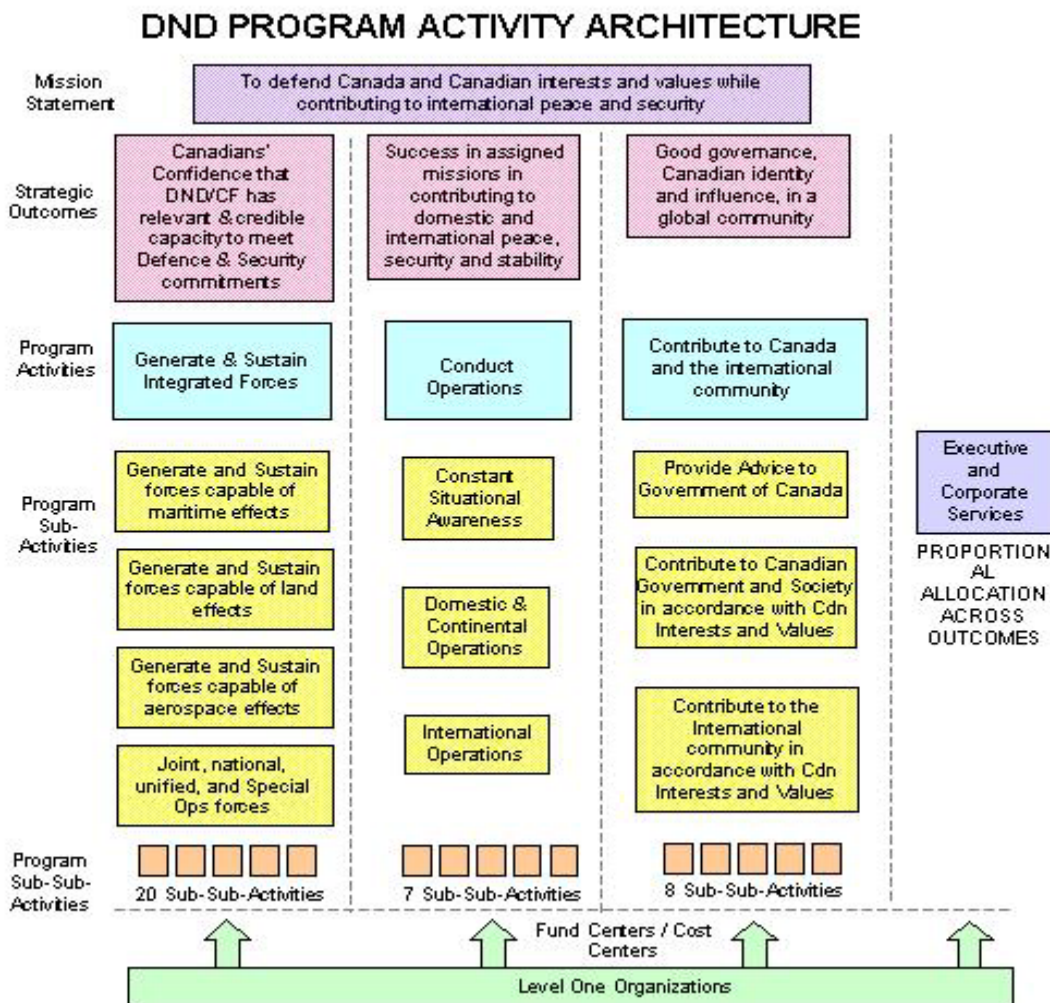 DND PROGRAM ACTIVITY ARCHITECTURE
Mission
Statement
To defend Canada and Canadian interests and values while
contributing to international peace and security
Strategic
Outcomes
Canadians'
Confidence that
DND/CF has
relevant & credible
capacity to meet
Defence & Security
commitments
Success in assigned
missions in
contributing to
domestic and
international peace,
security and stability
Good governance,
Canadian identity
and influence, in a
global community
Program
Activities
Generate & Sustain
Integrated Forces
Conduct
Operations
Contribute to Canada
and the international
community
Program
Sub-
Activities
Generate and Sustain
forces capable of
maritime effects
Generate and Sustain
forces capable of land
effects
Generate and Sustain
forces capable of
aerospace effects
Joint, national,
unified, and Special
Ops forces
Constant
Situational
Awareness
Domestic &
Continental
Operations
International
Operations
Provide Advice to
Government of Canada
Contribute to Canadian
Government and Society
in accordance with Cdn
Interests and Values
Contribute to the
International
community in
accordance with Cdn
Interests and Values
Executive
and
Corporate
Services
PROPORTION
AL
ALLOCATION
ACROSS
OUTCOMES
Program
Sub-Sub-
Activities
20 Sub-Sub-Activities
7 Sub-Sub-Activities
8 Sub-Sub-Activities
Fund Centers / Cost
Centers
Level One Organizations